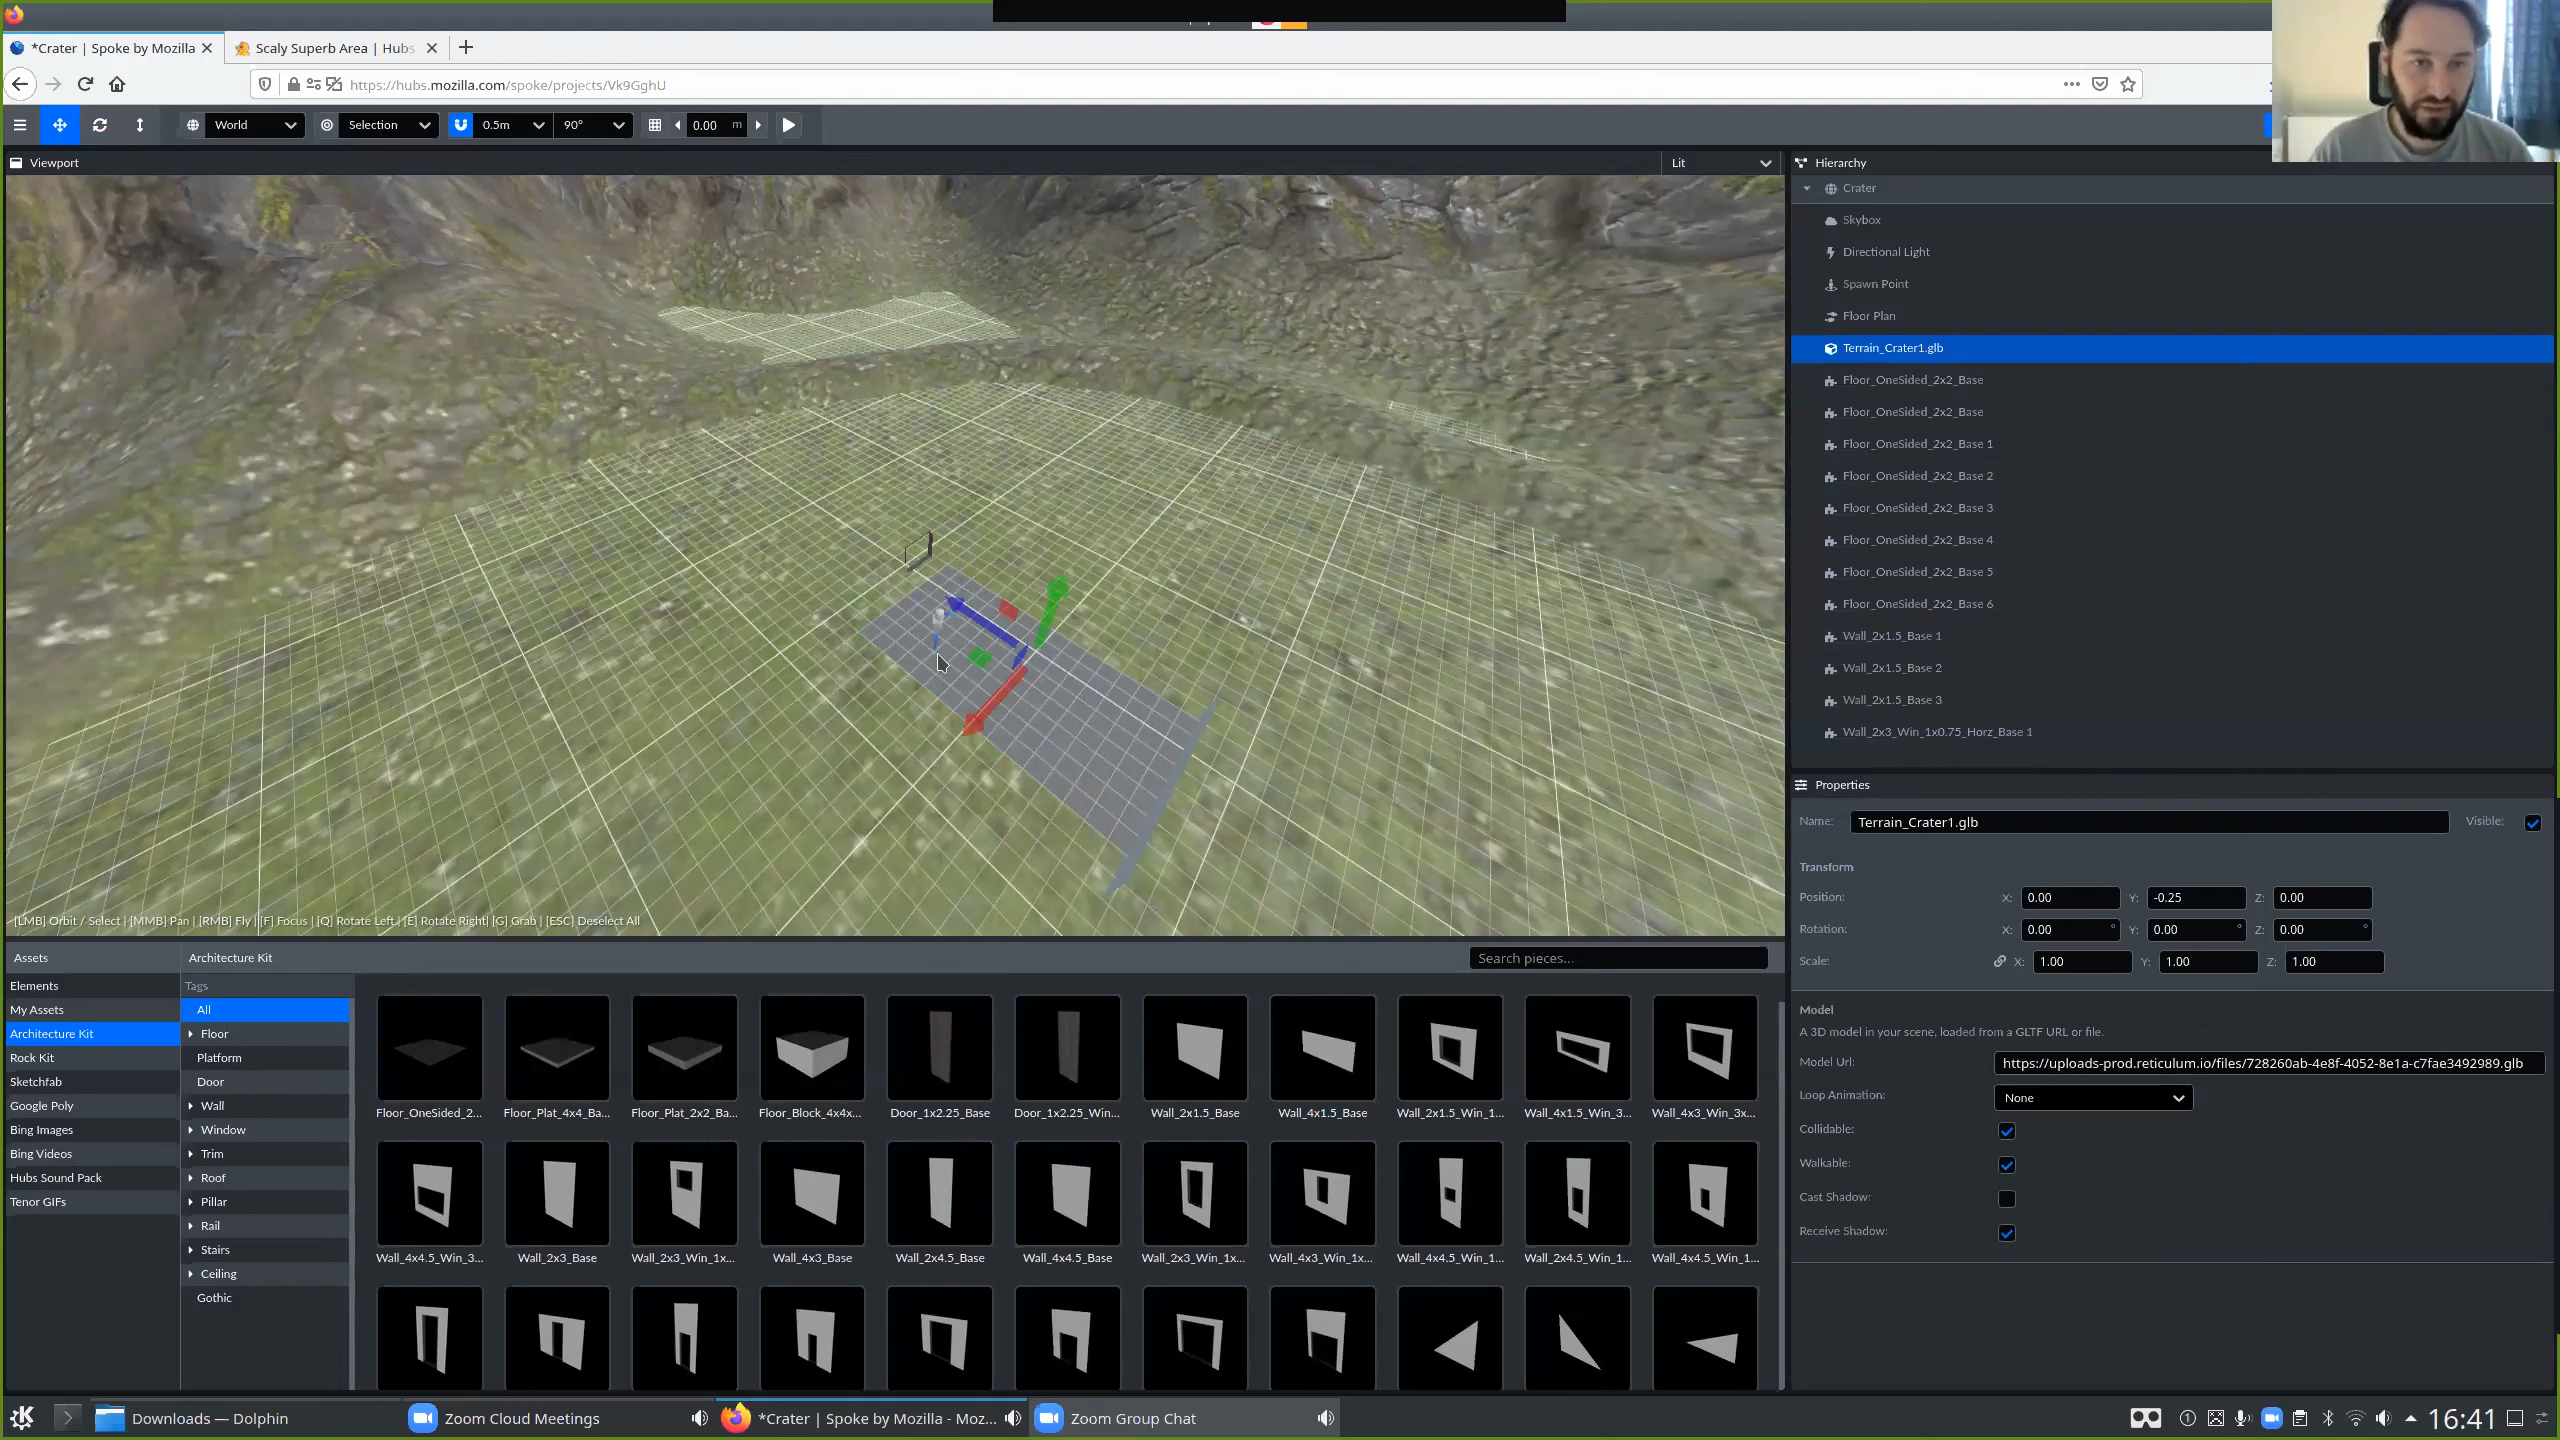 *Crater | Spoke by Mozilla
Scaly Superb Area | Hubs
https://hubs.mozilla.com/spoke/projects/Vk9GghU
World
Selection
0.5m
90°
0.00 m
Viewport
Lit
Hierarchy
Crater
Skybox
Directional Light
Spawn Point
Floor Plan
Terrain_Crater1.glb
Floor_OneSided_2x2_Base
Floor_OneSided_2x2_Base
Floor_OneSided_2x2_Base 1
Floor_OneSided_2x2_Base 2
Floor_OneSided_2x2_Base 3
Floor_OneSided_2x2_Base 4
Floor_OneSided_2x2_Base 5
Floor_OneSided_2x2_Base 6
Wall_2x1.5_Base 1
Wall_2x1.5_Base 2
Wall_2x1.5_Base 3
Wall_2x3_Win_1x0.75_Horz_Base 1
[LMB] Orbit / Select | [MMB] Pan | [RMB] Fly | [F] Focus | [Q] Rotate Left | [E] Rotate Right| [G] Grab | [ESC] Deselect All
Properties
Name: Terrain_Crater1.glb Visible:
Transform
Position: X: 0.00 Y: -0.25 Z: 0.00
Rotation: X: 0.00 ° Y: 0.00 ° Z: 0.00 °
Scale: X: 1.00 Y: 1.00 Z: 1.00
Model
A 3D model in your scene, loaded from a GLTF URL or file.
Model Url: https://uploads-prod.reticulum.io/files/728260ab-4e8f-4052-8e1a-c7fae3492989.glb
Loop Animation: None
Collidable:
Walkable:
Cast Shadow:
Receive Shadow:
Assets
Elements
My Assets
Architecture Kit
Rock Kit
Sketchfab
Google Poly
Bing Images
Bing Videos
Hubs Sound Pack
Tenor GIFs
Architecture Kit
Search pieces...
Tags
All
Floor
Platform
Door
Wall
Window
Trim
Roof
Pillar
Rail
Stairs
Ceiling
Gothic
Floor_OneSided_2... Floor_Plat_4x4_Ba... Floor_Plat_2x2_Ba... Floor_Block_4x4x... Door_1x2.25_Base Door_1x2.25_Win... Wall_2x1.5_Base Wall_4x1.5_Base Wall_2x1.5_Win_1... Wall_4x1.5_Win_3... Wall_4x3_Win_3x...
Wall_4x4.5_Win_3... Wall_2x3_Base Wall_2x3_Win_1x... Wall_4x3_Base Wall_2x4.5_Base Wall_4x4.5_Base Wall_2x3_Win_1x... Wall_4x3_Win_1x... Wall_4x4.5_Win_1... Wall_2x4.5_Win_1... Wall_4x4.5_Win_1...
Downloads — Dolphin
Zoom Cloud Meetings
*Crater | Spoke by Mozilla - Moz...
Zoom Group Chat
16:41